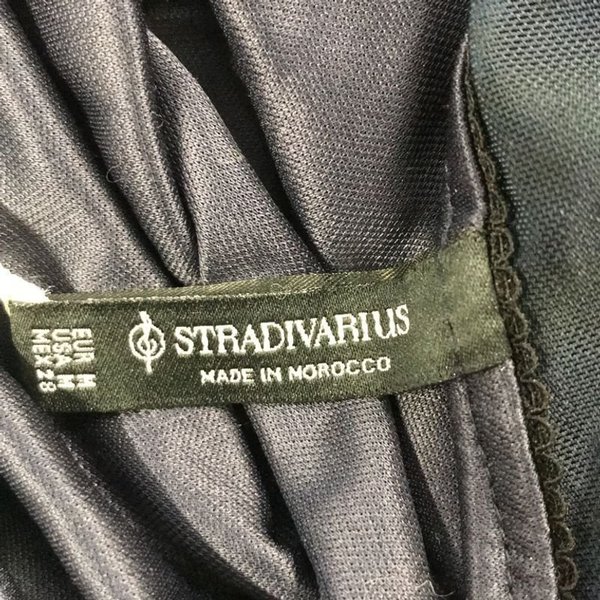 STRADIVARIUS
MADE IN MOROCCO
EUR M
USA M
MEX 28